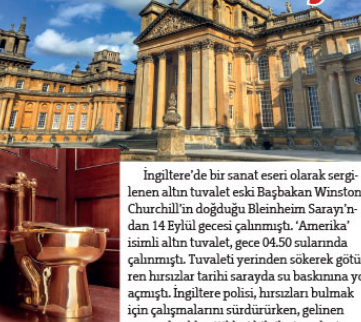 İngiltere'de bir sanat eseri olarak sergi-
lenen altın tuvalet eski Başbakan Winston
Churchill'in doğduğu Bleinheim Sarayı'n-
dan 14 Eylül gecesi çalınmıştı. 'Amerika'
isimli altın tuvalet, gece 04.50 sularında
çalınmıştı. Tuvaleti yerinden sökerek götü-
ren hırsızlar tarihi sarayda su baskınına yo
açmıştı. İngiltere polisi, hırsızları bulmak
için çalışmalarını sürdürürken, gelinen